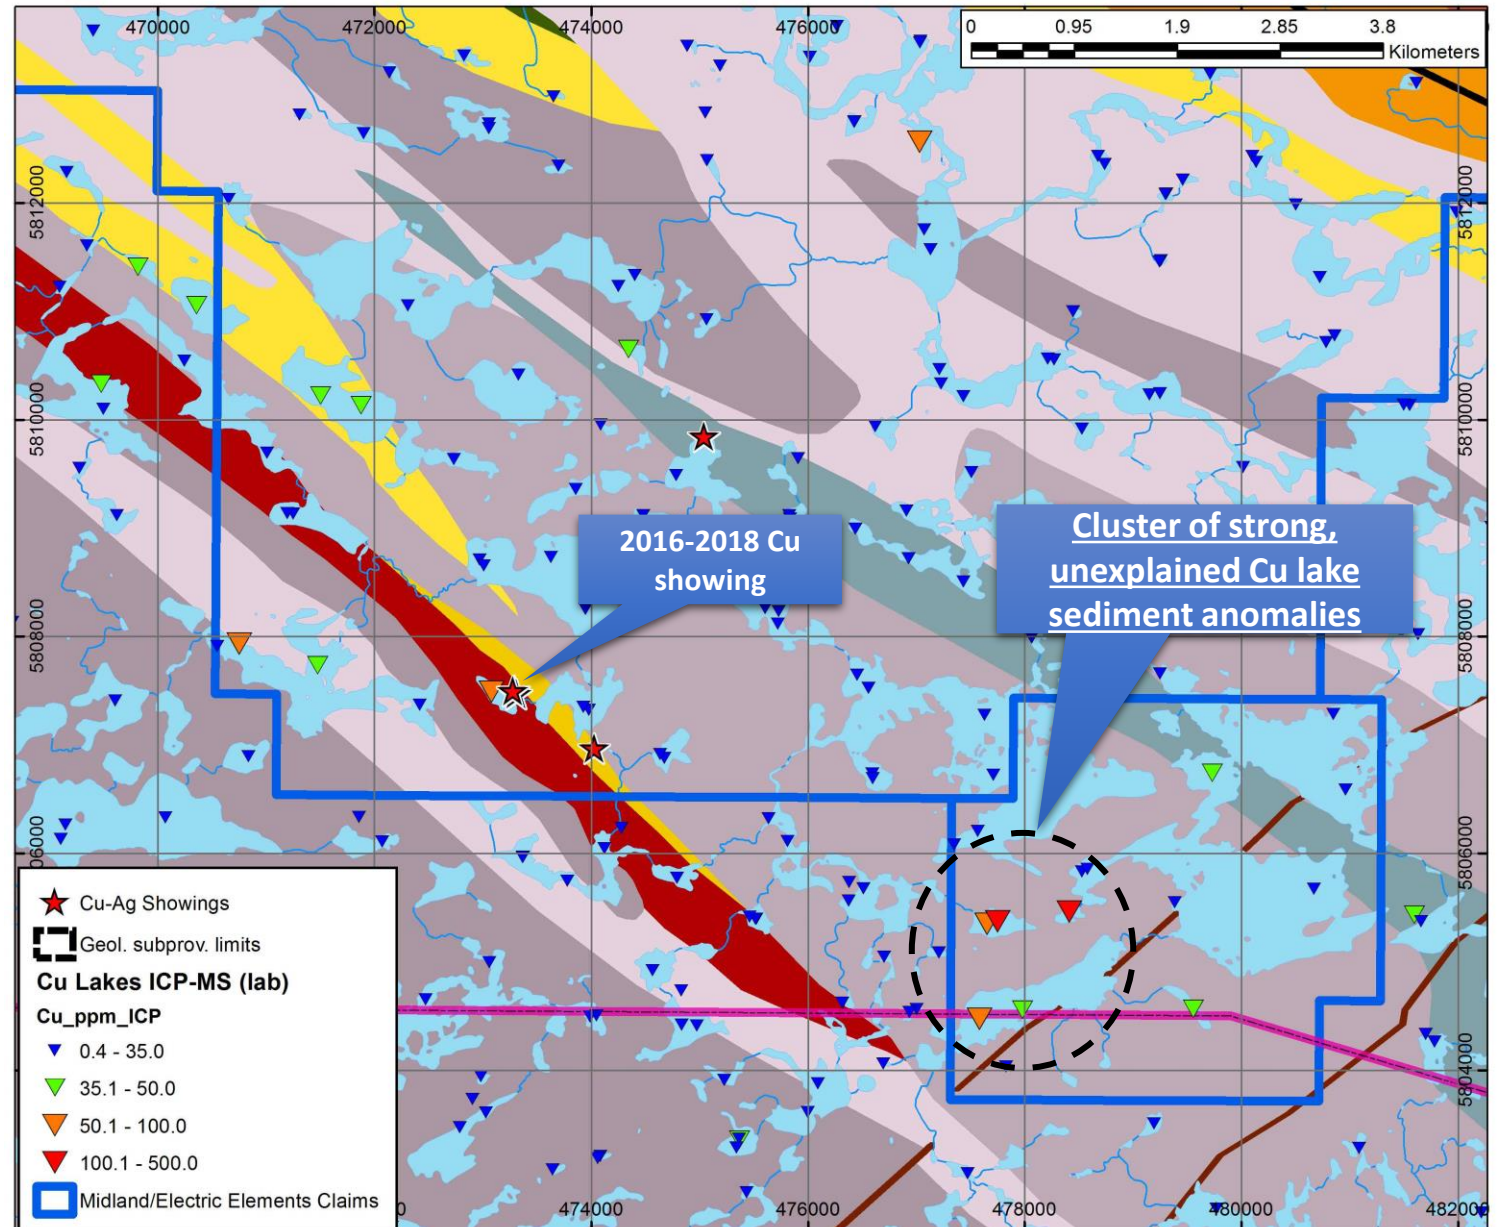 470000 472000 474000 476000
0 0.95 1.9 2.85 3.8
Kilometers
5812000 5812000
5810000 5810000
2016-2018 Cu
showing
Cluster of strong,
unexplained Cu lake
sediment anomalies
5808000 5808000
06000 5806000
5804000
Cu-Ag Showings
Geol. subprov. limits
Cu Lakes ICP-MS (lab)
Cu_ppm_ICP
0.4 - 35.0
35.1 - 50.0
50.1 - 100.0
100.1 - 500.0
Midland/Electric Elements Claims
0 474000 476000 478000 480000 482000